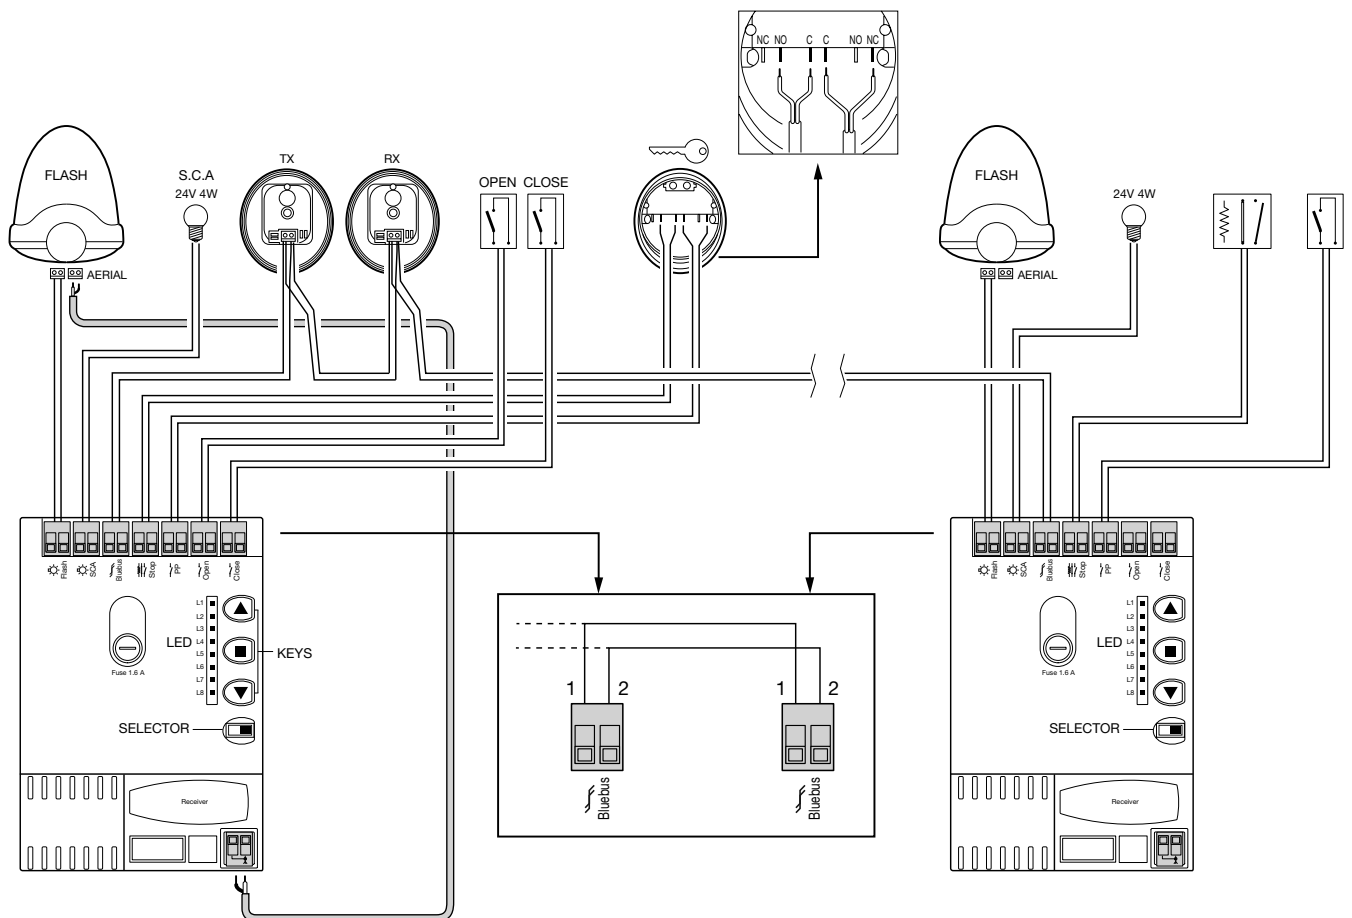 NC NO C C NO NC
FLASH
S.C.A
24V 4W
TX
RX
OPEN CLOSE
AERIAL
FLASH
24V 4W
AERIAL
Flash
SCA
Bluebus
Stop
PP
Open
Close
L1
L2
L3
L4
L5
L6
L7
L8
LED
KEYS
Fuse 1.6 A
SELECTOR
Receiver
1 2
Bluebus
1 2
Bluebus
Flash
SCA
Bluebus
Stop
PP
Open
Close
L1
L2
L3
L4
L5
L6
L7
L8
LED
Fuse 1.6 A
SELECTOR
Receiver